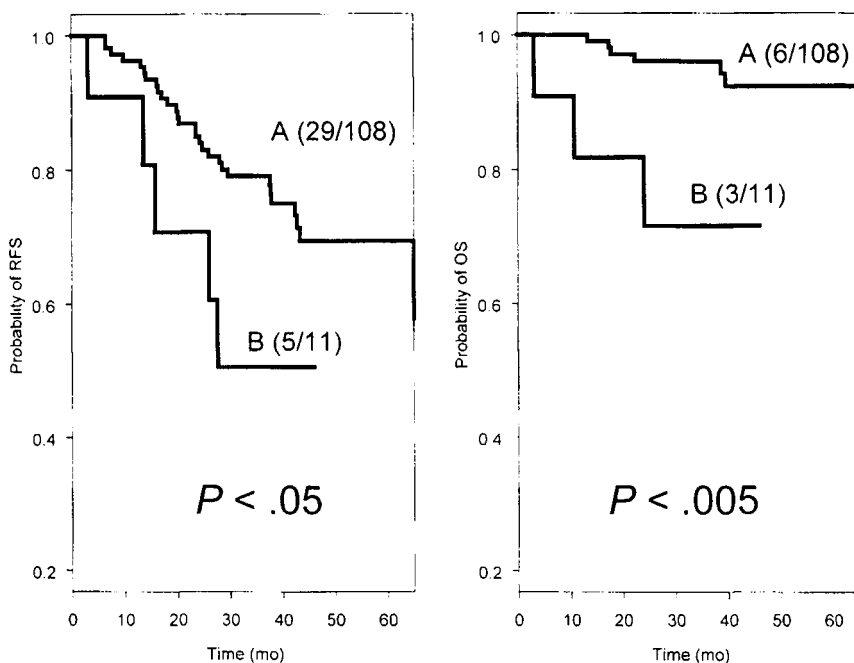 1.0
0.8
0.6
0.4
0.2
Probability of RFS
A (29/108)
B (5/11)
P < .05
0 10 20 30 40 50 60
Time (mo)
1.0
0.8
0.6
0.4
0.2
Probability of OS
A (6/108)
B (3/11)
P < .005
0 10 20 30 40 50 60
Time (mo)